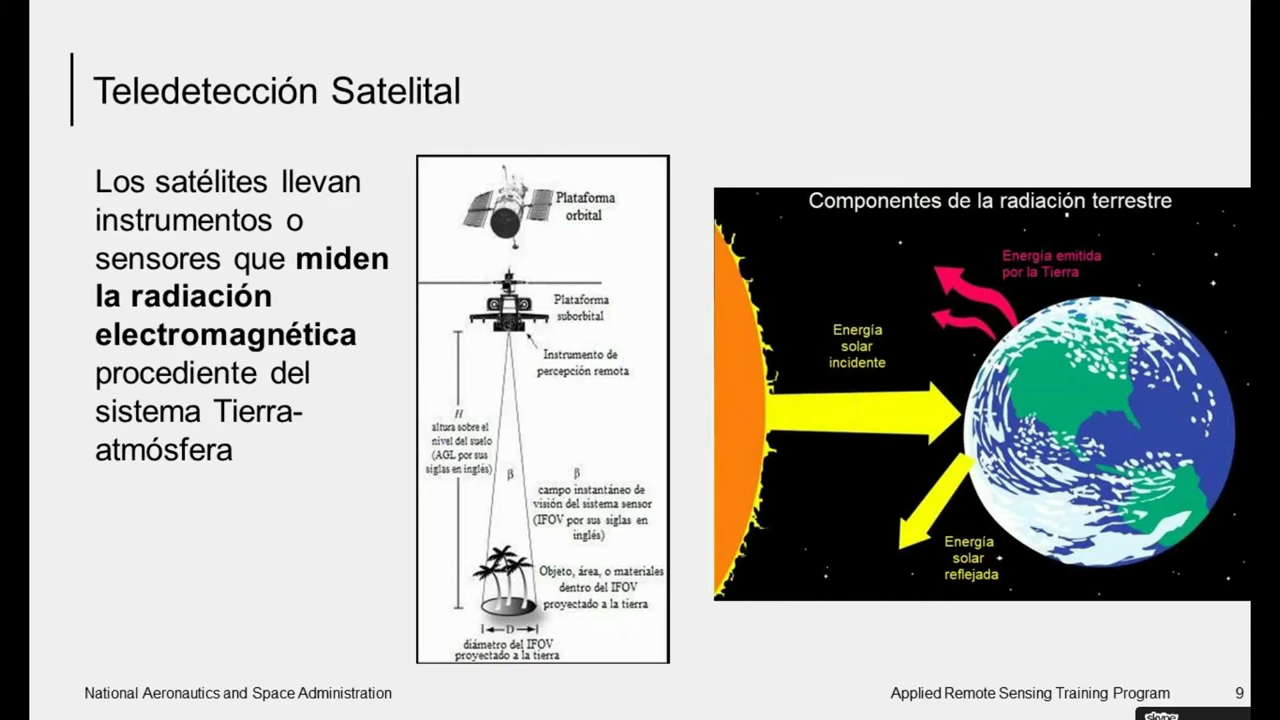 Teledetección Satelital
Los satélites llevan
instrumentos o
sensores que miden
la radiación
electromagnética
procediente del
sistema Tierra-
atmósfera
Plataforma
orbital
Plataforma
suborbital
Instrumento de
percepción remota
H
altura sobre el
nivel del suelo
(AGL por sus
siglas en inglés)
β
β
campo instantáneo de
visión del sistema sensor
(IFOV por sus siglas en
inglés)
Objeto, área, o materiales
dentro del IFOV
proyectado a la tierra
D
diámetro del IFOV
proyectado a la tierra
Componentes de la radiación terrestre
Energía emitida
por la Tierra
Energía
solar
incidente
Energía
solar
reflejada
National Aeronautics and Space Administration
Applied Remote Sensing Training Program
9
skype